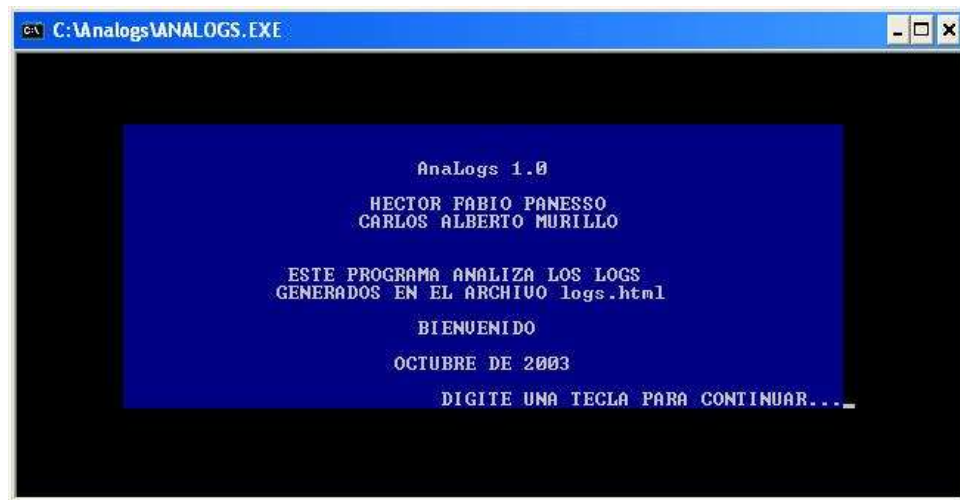 C:\Analogs\ANALOGS.EXE
AnaLogs 1.0
HECTOR FABIO PANESSO
CARLOS ALBERTO MURILLO
ESTE PROGRAMA ANALIZA LOS LOGS
GENERADOS EN EL ARCHIVO logs.html
BIENVENIDO
OCTUBRE DE 2003
DIGITE UNA TECLA PARA CONTINUAR...